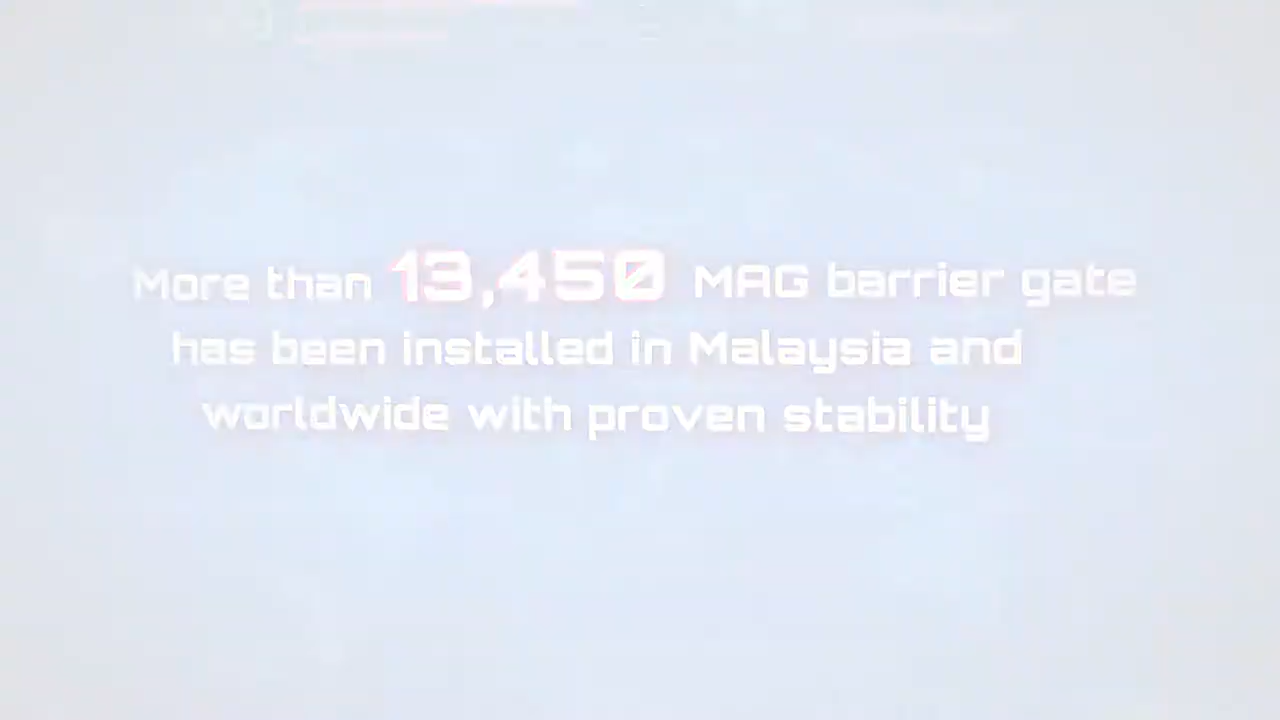 More than 13,450 MAG barrier gate
has been installed in Malaysia and
worldwide with proven stability